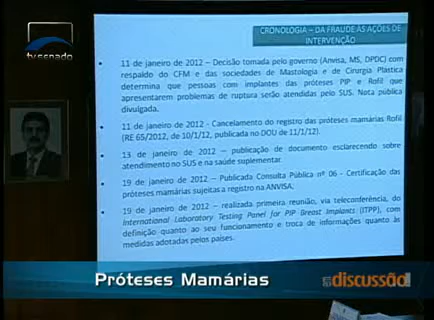 tvsenado
CRONOLOGIA – DA FRAUDE ÀS AÇÕES DE
INTERVENÇÃO
• 11 de janeiro de 2012 – Decisão tomada pelo governo (Anvisa, MS, DPDC) com
respaldo do CFM e das sociedades de Mastologia e de Cirurgia Plástica
determina que pessoas com implantes das próteses PIP e Rofil que
apresentarem problemas de ruptura serão atendidas pelo SUS. Nota pública
divulgada.
• 11 de janeiro de 2012 - Cancelamento do registro das próteses mamárias Rofil
(RE 65/2012, de 10/1/12, publicada no DOU de 11/1/12).
• 13 de janeiro de 2012 – publicação de documento esclarecendo sobre
atendimento no SUS e na saúde suplementar.
• 19 de janeiro de 2012 – Publicada Consulta Pública nº 06 - Certificação das
próteses mamárias sujeitas a registro na ANVISA.
• 19 de janeiro de 2012 – realizada primeira reunião, via teleconferência, do
International Laboratory Testing Panel for PIP Breast Implants (ITPP), com
definição quanto ao seu funcionamento e troca de informações quanto às
medidas adotadas pelos países.
Próteses Mamárias
em discussão!